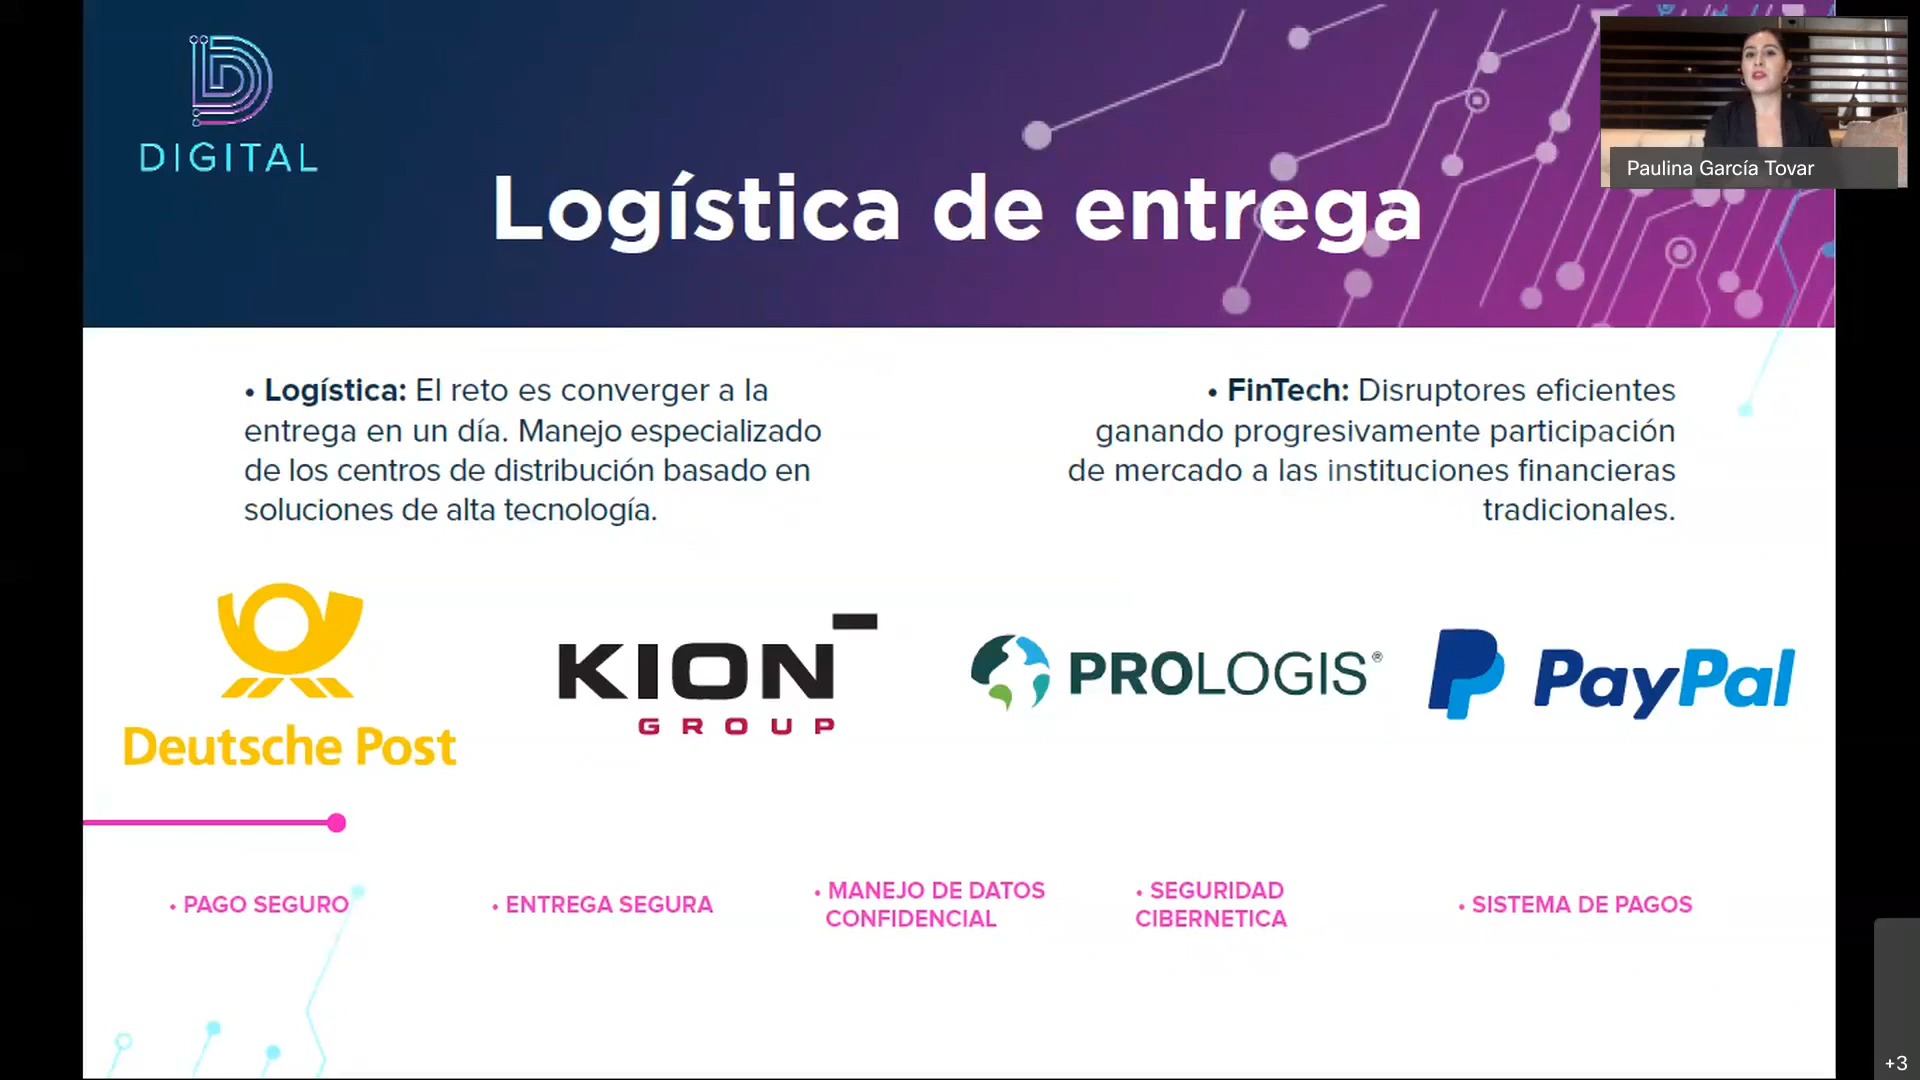 DIGITAL
Paulina García Tovar
Logística de entrega
• Logística: El reto es converger a la
entrega en un día. Manejo especializado
de los centros de distribución basado en
soluciones de alta tecnología.
• FinTech: Disruptores eficientes
ganando progresivamente participación
de mercado a las instituciones financieras
tradicionales.
Deutsche Post
KION
GROUP
PROLOGIS®
PayPal
• PAGO SEGURO
• ENTREGA SEGURA
• MANEJO DE DATOS
CONFIDENCIAL
• SEGURIDAD
CIBERNETICA
• SISTEMA DE PAGOS
+3